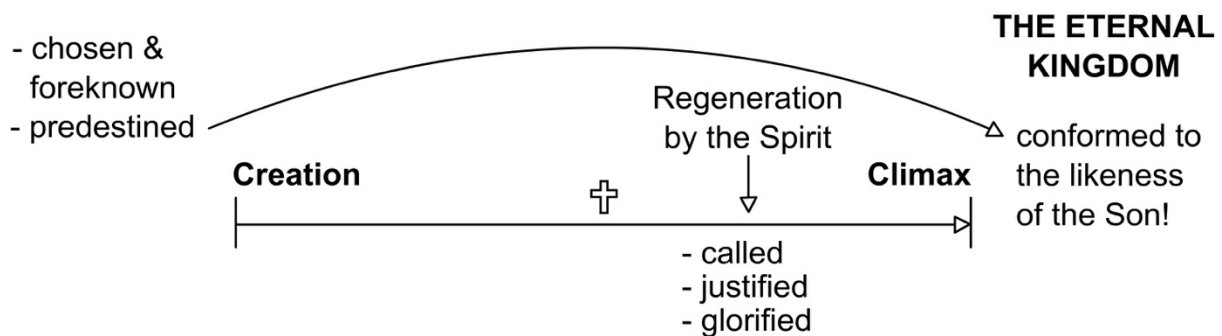 - chosen &
foreknown
- predestined
THE ETERNAL
KINGDOM
Regeneration
by the Spirit
conformed to
the likeness
of the Son!
Creation
Climax
- called
- justified
- glorified